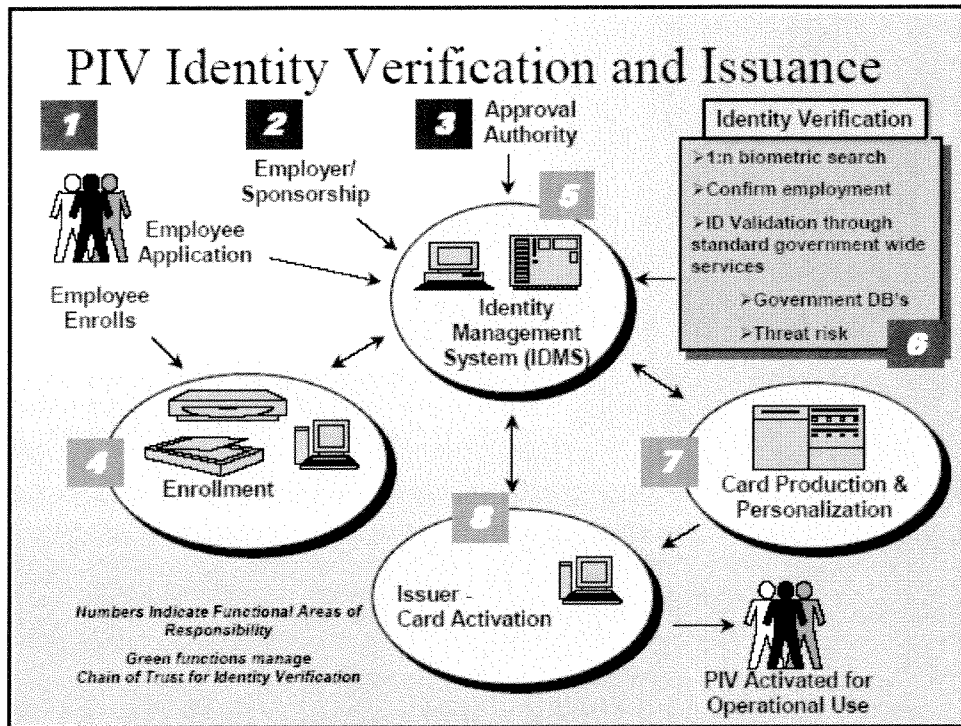 PIV Identity Verification and Issuance
1
2
3
Approval
Authority
Employer/
Sponsorship
Employee
Application
Employee
Enrolls
Identity Verification
➢1:n biometric search
➢Confirm employment
➢ID Validation through
standard government wide
services
➢Government DB's
➢Threat risk
6
5
Identity
Management
System (IDMS)
4
Enrollment
7
Card Production &
Personalization
8
Issuer -
Card Activation
Numbers Indicate Functional Areas of
Responsibility
Green functions manage
Chain of Trust for Identity Verification
PIV Activated for
Operational Use